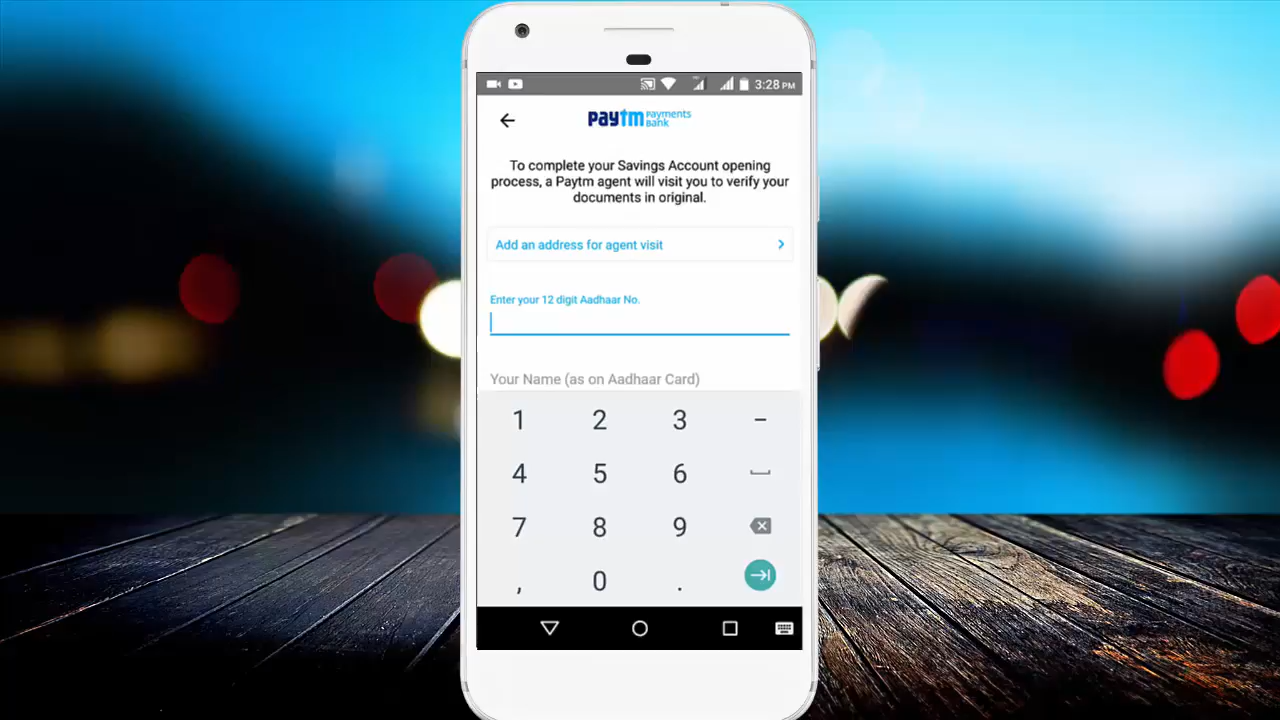 3:28 PM
paytm Payments Bank
To complete your Savings Account opening
process, a Paytm agent will visit you to verify your
documents in original.
Add an address for agent visit
Enter your 12 digit Aadhaar No.
Your Name (as on Aadhaar Card)
1 2 3 -
4 5 6
7 8 9
, 0 .